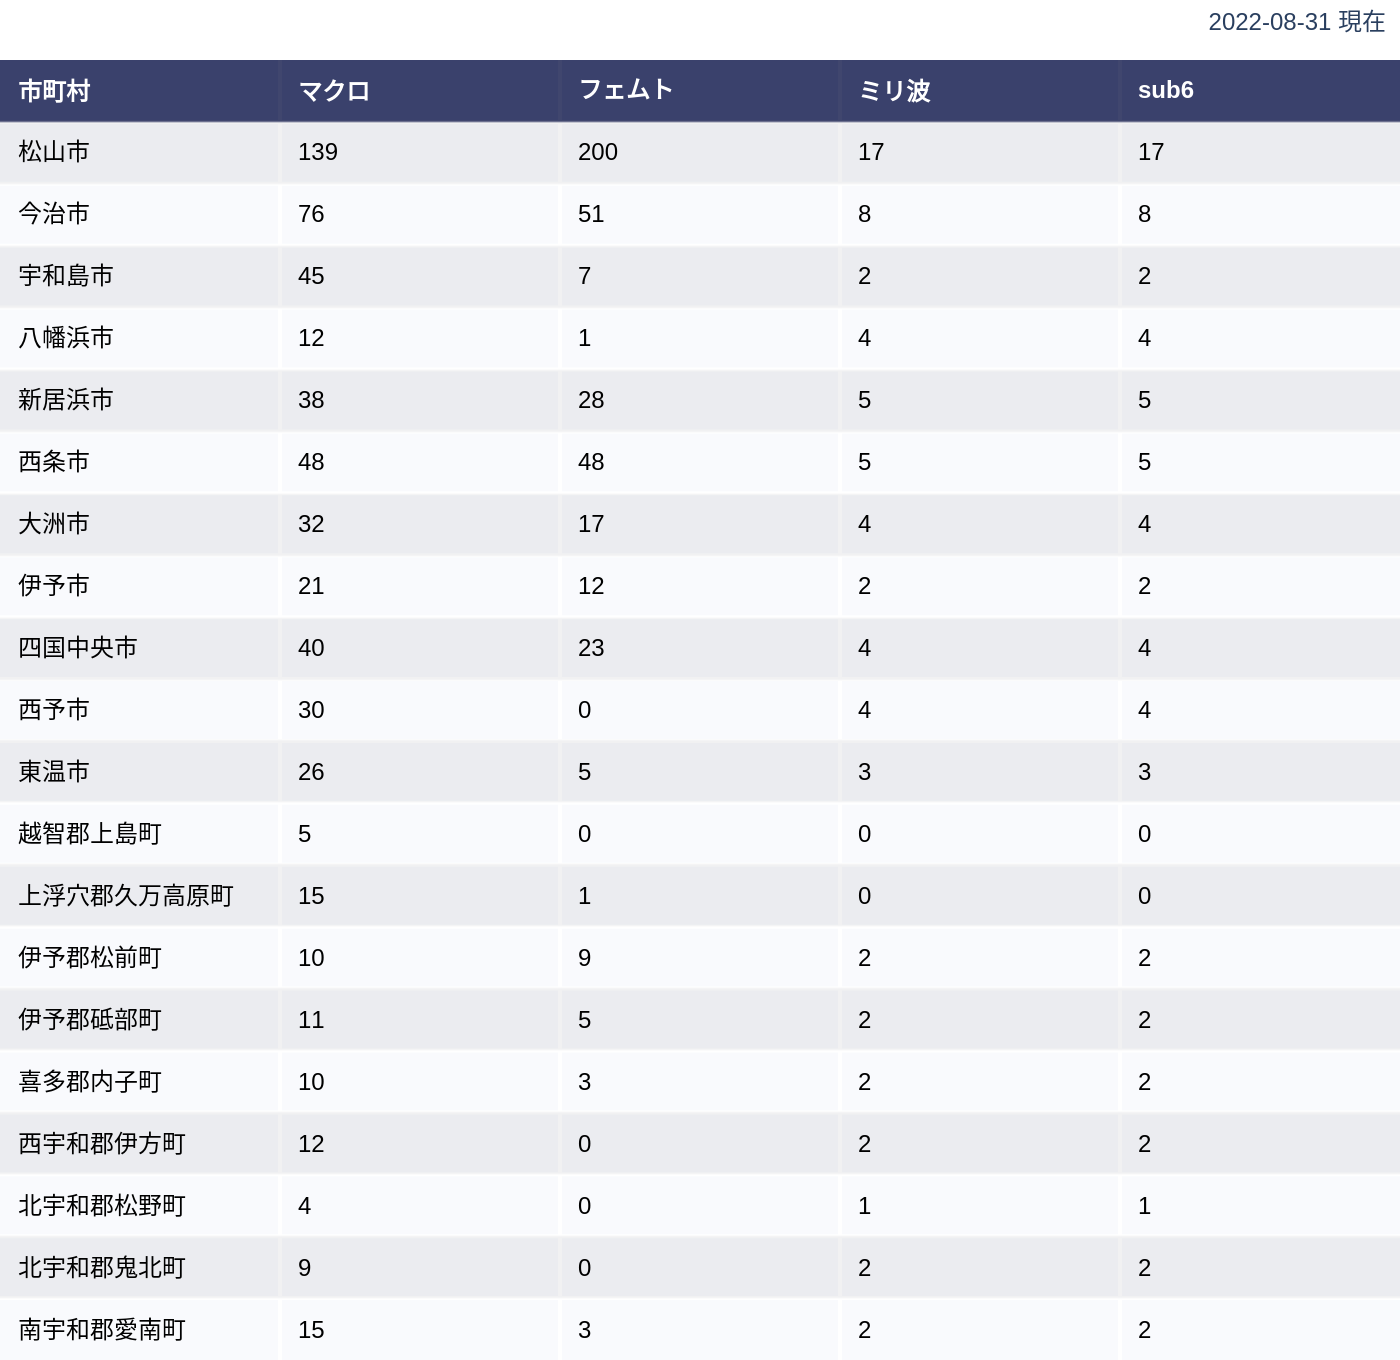 2022-08-31 現在
市町村 マクロ フェムト ミリ波 sub6
松山市 139 200 17 17
今治市 76 51 8 8
宇和島市 45 7 2 2
八幡浜市 12 1 4 4
新居浜市 38 28 5 5
西条市 48 48 5 5
大洲市 32 17 4 4
伊予市 21 12 2 2
四国中央市 40 23 4 4
西予市 30 0 4 4
東温市 26 5 3 3
越智郡上島町 5 0 0 0
上浮穴郡久万高原町 15 1 0 0
伊予郡松前町 10 9 2 2
伊予郡砥部町 11 5 2 2
喜多郡内子町 10 3 2 2
西宇和郡伊方町 12 0 2 2
北宇和郡松野町 4 0 1 1
北宇和郡鬼北町 9 0 2 2
南宇和郡愛南町 15 3 2 2